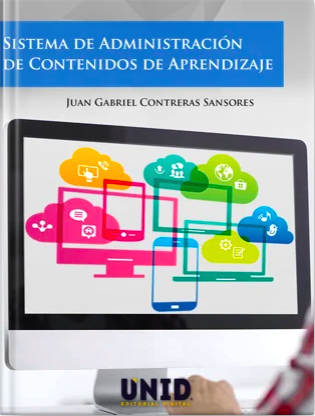 Sistema de Administración
de Contenidos de Aprendizaje
Juan Gabriel Contreras Sansores
UNID
EDITORIAL DIGITAL